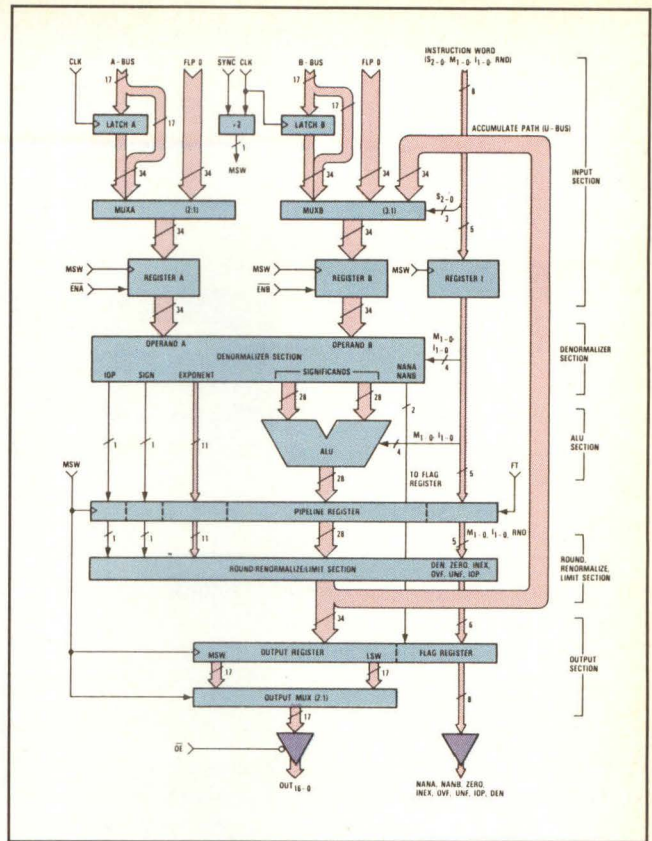 INSTRUCTION WORD
(S2-0, M1-0, I1-0, RND)
CLK A-BUS FLP 0 SYNC CLK B-BUS FLP 0
17 17 8
ACCUMULATE PATH (U-BUS)
LATCH A 17 ÷2 LATCH B 17
1
MSW
34 34 34 34 34
INPUT SECTION
MUXA (2:1) MUXB (3:1) S2-0
3
34 34 5
MSW REGISTER A MSW REGISTER B MSW REGISTER I
ENA ENB
34 34
OPERAND A OPERAND B
DENORMALIZER SECTION
M1-0, I1-0
4
DENORMALIZER SECTION
IOP SIGN EXPONENT SIGNIFICANDS NANA NANB
28 28 2
1 1 11 ALU M1-0, I1-0
4
ALU SECTION
MSW 28 TO FLAG REGISTER 5 FT
PIPELINE REGISTER
1 1 11 28 5 M1-0, I1-0, RND
ROUND/RENORMALIZE/LIMIT SECTION DEN, ZERO, INEX, OVF, UNF, IOP
ROUND, RENORMALIZE, LIMIT SECTION
34 6
OUTPUT REGISTER FLAG REGISTER
MSW LSW
17 17
OUTPUT SECTION
OUTPUT MUX (2:1)
17 8
OE
OUT16-0
NANA, NANB, ZERO,
INEX, OVF, UNF, IOP, DEN